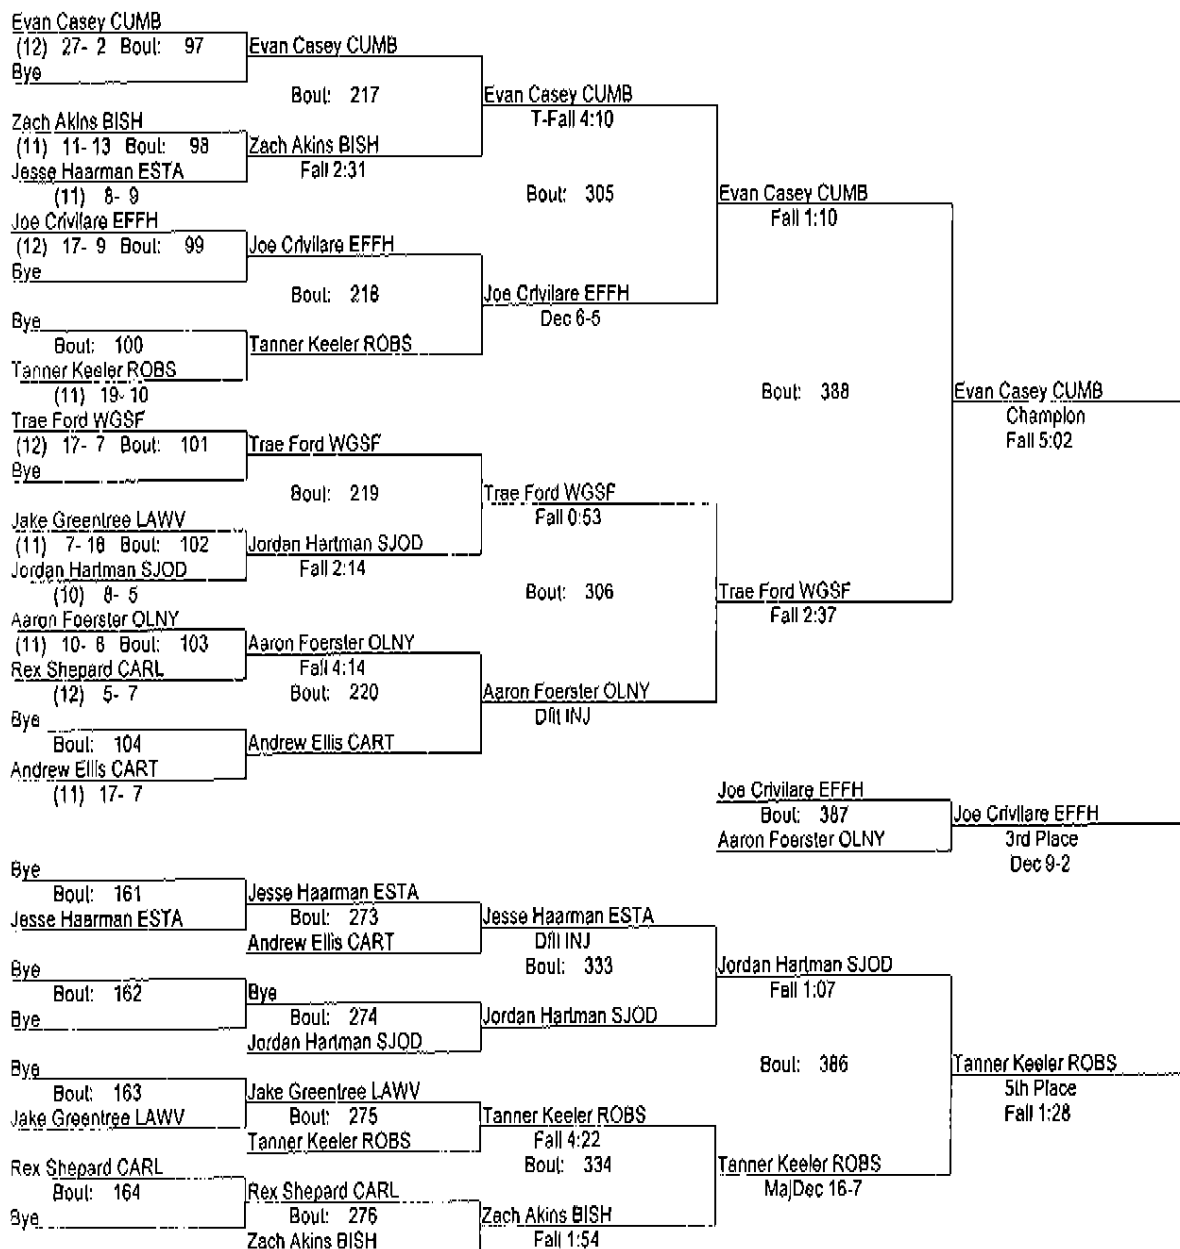 Evan Casey CUMB
(12) 27- 2 Bout: 97
Bye
Evan Casey CUMB
Bout: 217
Evan Casey CUMB
T-Fall 4:10
Zach Akins BISH
(11) 11- 13 Bout: 98
Zach Akins BISH
Fall 2:31
Jesse Haarman ESTA
(11) 8- 9
Bout: 305
Evan Casey CUMB
Fall 1:10
Joe Crivilare EFFH
(12) 17- 9 Bout: 99
Bye
Joe Crivilare EFFH
Bout: 218
Joe Crivilare EFFH
Dec 6-5
Bye
Bout: 100
Tanner Keeler ROBS
Tanner Keeler ROBS
(11) 19- 10
Bout: 388
Evan Casey CUMB
Champion
Fall 5:02
Trae Ford WGSF
(12) 17- 7 Bout: 101
Bye
Trae Ford WGSF
Bout: 219
Trae Ford WGSF
Fall 0:53
Jake Greentree LAWV
(11) 7- 16 Bout: 102
Jordan Hartman SJOD
Fall 2:14
Jordan Hartman SJOD
(10) 8- 5
Bout: 306
Trae Ford WGSF
Fall 2:37
Aaron Foerster OLNY
(11) 10- 6 Bout: 103
Aaron Foerster OLNY
Fall 4:14
Rex Shepard CARL
(12) 5- 7
Bout: 220
Aaron Foerster OLNY
Dflt INJ
Bye
Bout: 104
Andrew Ellis CART
Andrew Ellis CART
(11) 17- 7
Joe Crivilare EFFH
Bout: 387
Aaron Foerster OLNY
Joe Crivilare EFFH
3rd Place
Dec 9-2
Bye
Bout: 161
Jesse Haarman ESTA
Jesse Haarman ESTA
Bout: 273
Andrew Ellis CART
Jesse Haarman ESTA
Dflt INJ
Bout: 333
Jordan Hartman SJOD
Fall 1:07
Bye
Bout: 162
Bye
Bye
Bout: 274
Jordan Hartman SJOD
Jordan Hartman SJOD
Bout: 386
Tanner Keeler ROBS
5th Place
Fall 1:28
Bye
Bout: 163
Jake Greentree LAWV
Jake Greentree LAWV
Bout: 275
Tanner Keeler ROBS
Tanner Keeler ROBS
Fall 4:22
Bout: 334
Tanner Keeler ROBS
MajDec 16-7
Rex Shepard CARL
Bout: 164
Bye
Rex Shepard CARL
Bout: 276
Zach Akins BISH
Zach Akins BISH
Fall 1:54